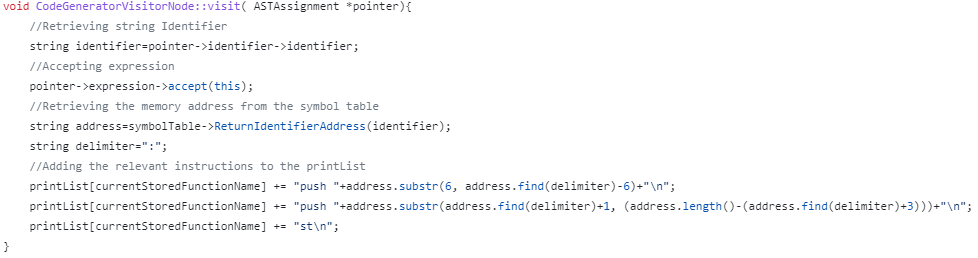 void CodeGeneratorVisitorNode::visit( ASTAssignment *pointer){
    //Retrieving string Identifier
    string identifier=pointer->identifier->identifier;
    //Accepting expression
    pointer->expression->accept(this);
    //Retrieving the memory address from the symbol table
    string address=symbolTable->ReturnIdentifierAddress(identifier);
    string delimiter=":";
    //Adding the relevant instructions to the printList
    printList[currentStoredFunctionName] += "push "+address.substr(6, address.find(delimiter)-6)+"\n";
    printList[currentStoredFunctionName] += "push "+address.substr(address.find(delimiter)+1, (address.length()-(address.find(delimiter)+3)))+"\n";
    printList[currentStoredFunctionName] += "st\n";
}